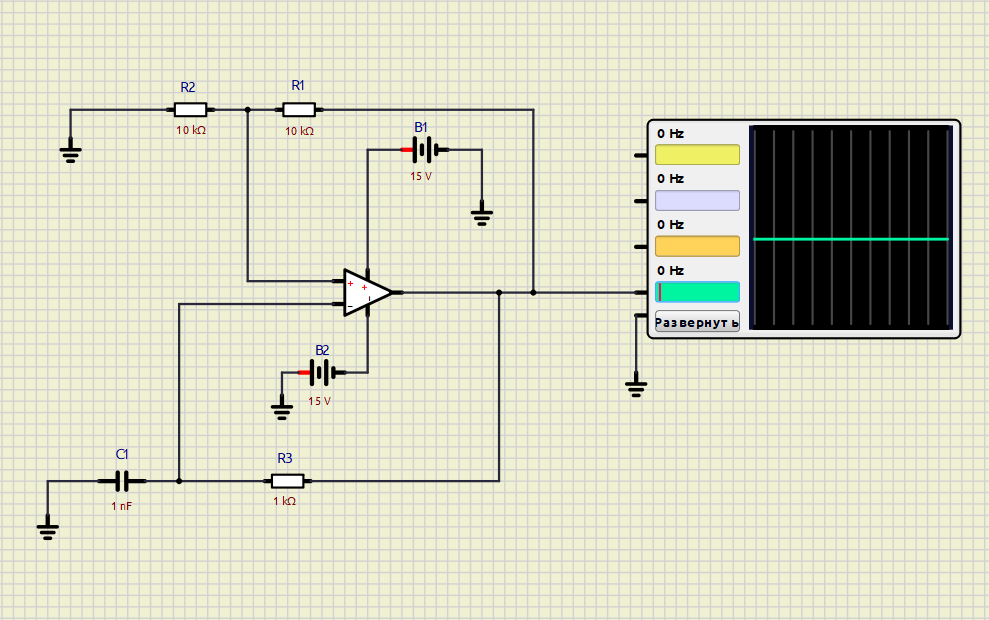 R2
10 kΩ
R1
10 kΩ
B1
15 V
0 Hz
0 Hz
0 Hz
0 Hz
Развернуть
+
+
−
B2
15 V
C1
1 nF
R3
1 kΩ